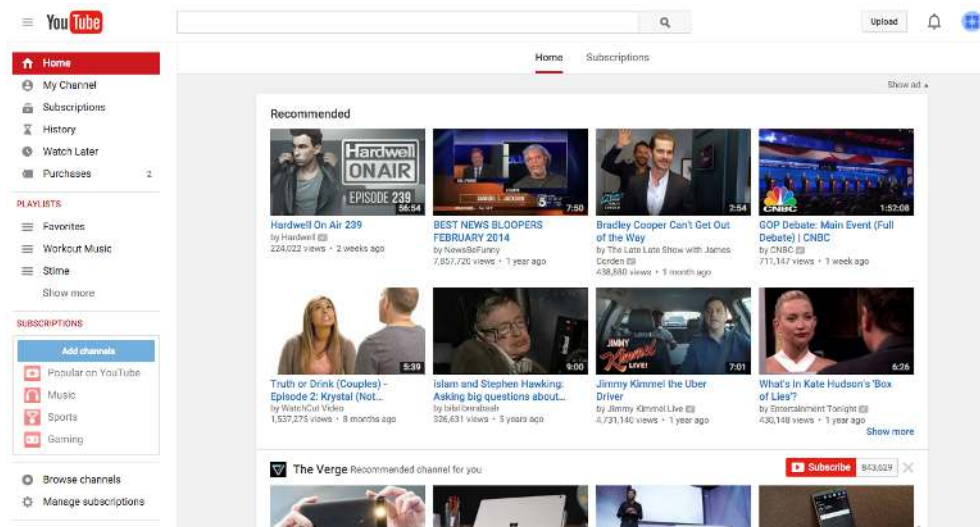 YouTube
Upload
Home
My Channel
Subscriptions
History
Watch Later
Purchases 2
PLAYLISTS
Favorites
Workout Music
Stime
Show more
SUBSCRIPTIONS
Add channels
Popular on YouTube
Music
Sports
Gaming
Browse channels
Manage subscriptions
Home Subscriptions
Show ad
Recommended
Hardwell
ON AIR
EPISODE 239
56:54
Hardwell On Air 239
by Hardwell
224,022 views • 2 weeks ago
5
7:50
BEST NEWS BLOOPERS
FEBRUARY 2014
by NewsBeFunny
7,857,720 views • 1 year ago
2:54
Bradley Cooper Can't Get Out
of the Way
by The Late Late Show with James
Corden
438,880 views • 1 month ago
CNBC
1:52:08
GOP Debate: Main Event (Full
Debate) | CNBC
by CNBC
711,147 views • 1 week ago
5:39
Truth or Drink (Couples) -
Episode 2: Krystal (Not...
by WatchCut Video
1,537,275 views • 8 months ago
9:00
islam and Stephen Hawking:
Asking big questions about...
by
326,631 views • 5 years ago
JIMMY
Kimmel
LIVE!
7:01
Jimmy Kimmel the Uber
Driver
by Jimmy Kimmel Live
4,731,140 views • 1 year ago
6:26
What's In Kate Hudson's 'Box
of Lies'?
by Entertainment Tonight
430,148 views • 1 year ago
Show more
The Verge Recommended channel for you
Subscribe 843,629